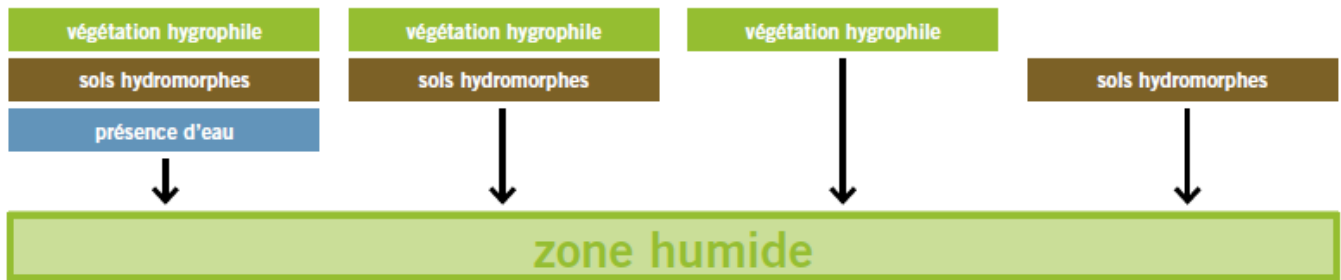 végétation hygrophile
végétation hygrophile
végétation hygrophile
sols hydromorphes
sols hydromorphes
sols hydromorphes
présence d'eau
zone humide